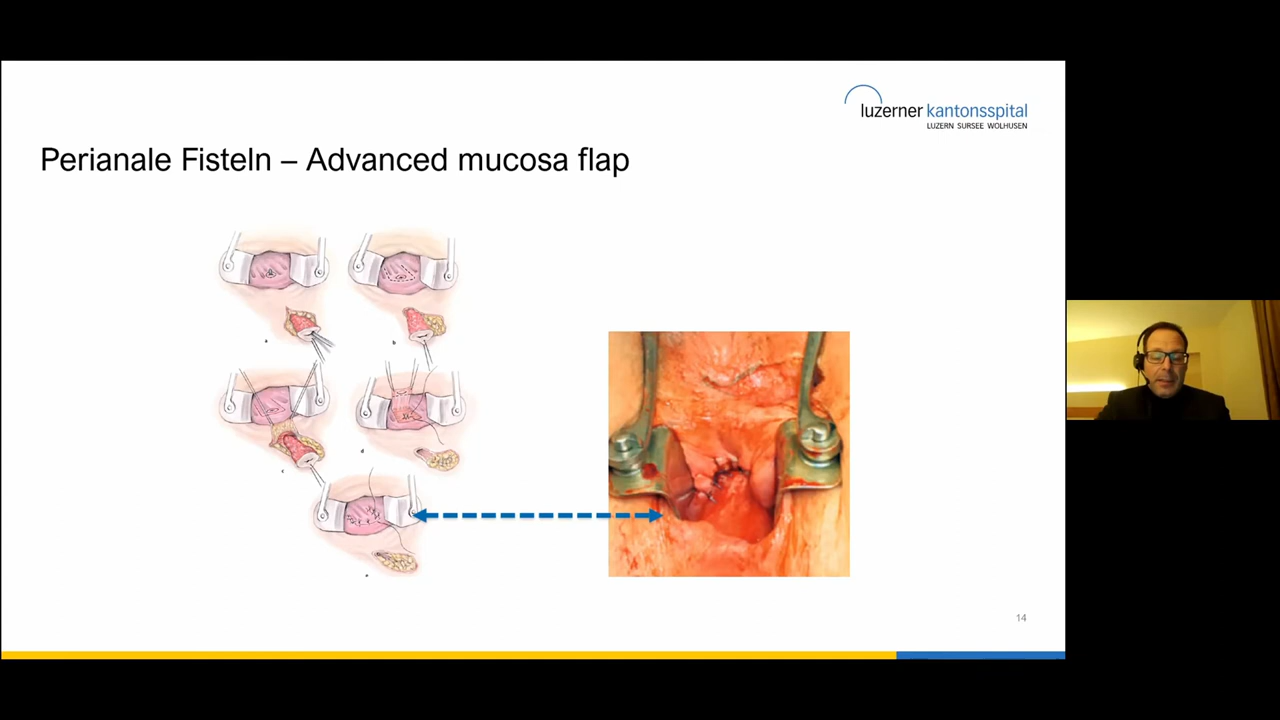 luzerner kantonsspital
LUZERN SURSEE WOLHUSEN
Perianale Fisteln – Advanced mucosa flap
a
b
c
d
e
14